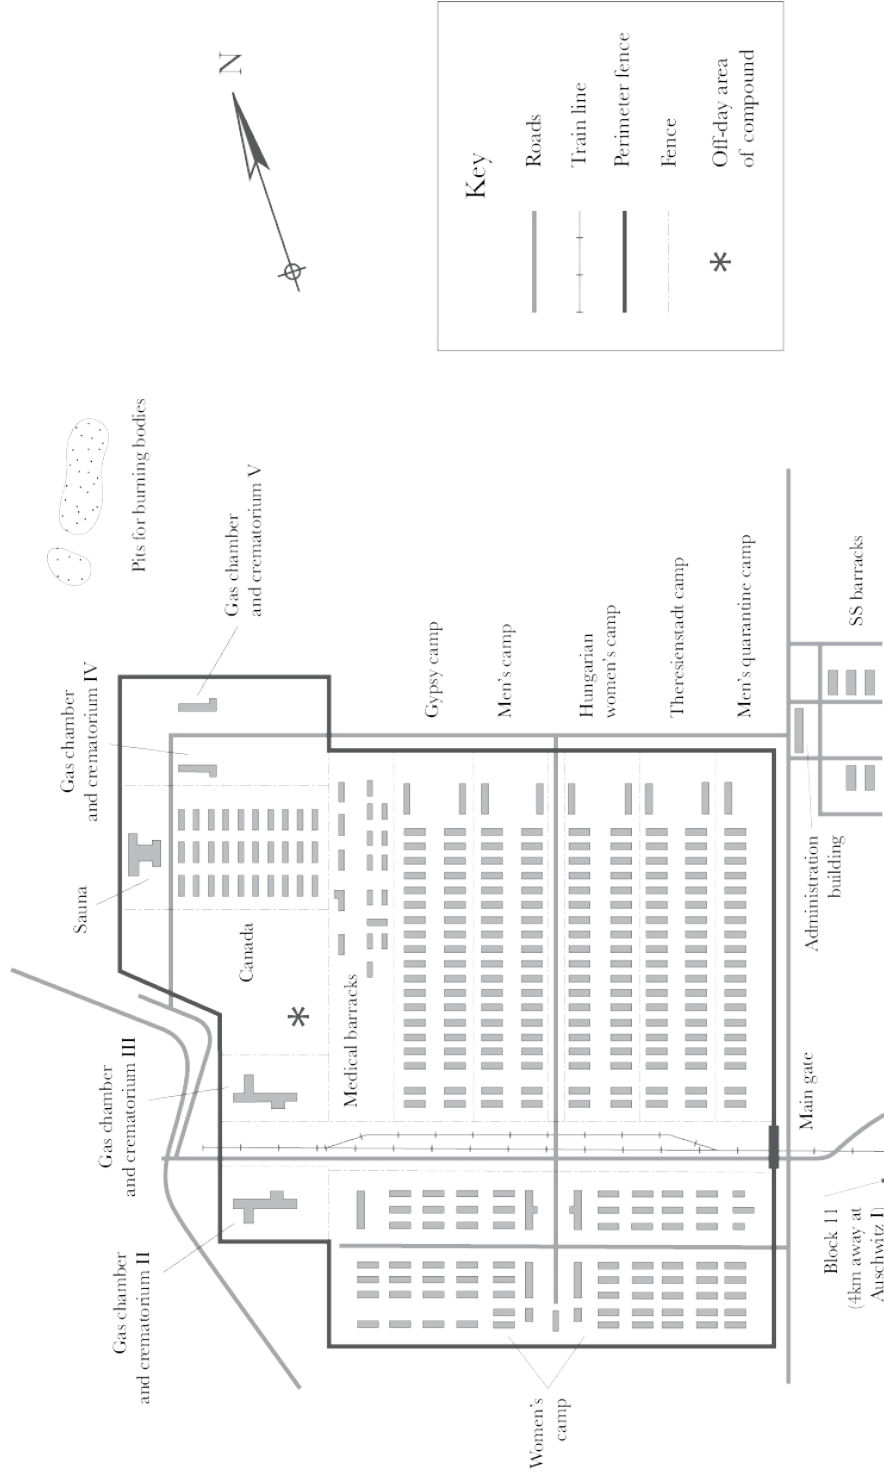 N
Key
Roads
Train line
Perimeter fence
Fence
*
Off-day area
of compound
Pits for burning bodies
Gas chamber
and crematorium V
Gas chamber
and crematorium IV
Sauna
Canada
*
Medical barracks
Gas chamber
and crematorium III
Gas chamber
and crematorium II
Gypsy camp
Men's camp
Hungarian
women's camp
Theresienstadt camp
Men's quarantine camp
Women's
camp
SS barracks
Administration
building
Main gate
Block 11
(4km away at
Auschwitz I)